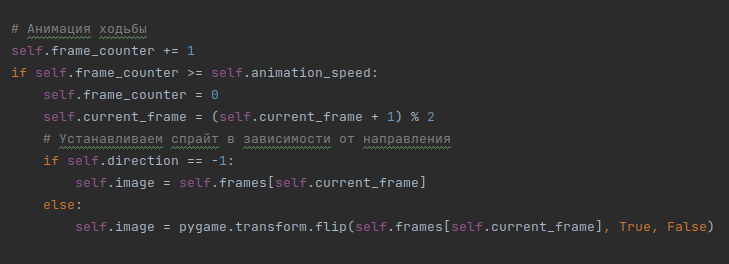 # Анимация ходьбы
self.frame_counter += 1
if self.frame_counter >= self.animation_speed:
    self.frame_counter = 0
    self.current_frame = (self.current_frame + 1) % 2
    # Устанавливаем спрайт в зависимости от направления
    if self.direction == -1:
        self.image = self.frames[self.current_frame]
    else:
        self.image = pygame.transform.flip(self.frames[self.current_frame], True, False)